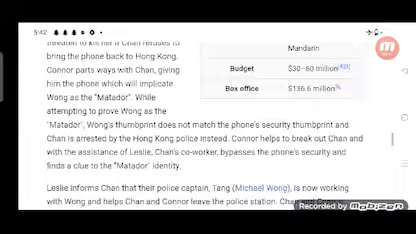 5:42
threaten to kill her if Chan refuses to
bring the phone back to Hong Kong.
Connor parts ways with Chan, giving
him the phone which will implicate
Wong as the "Matador". While
attempting to prove Wong as the
"Matador", Wong's thumbprint does not match the phone's security thumbprint and
Chan is arrested by the Hong Kong police instead. Connor helps to break out Chan and
with the assistance of Leslie, Chan's co-worker, bypasses the phone's security and
finds a clue to the "Matador" identity.
Leslie informs Chan that their police captain, Tang (Michael Wong), is now working
with Wong and helps Chan and Connor leave the police station. Chan and Connor
Mandarin
Budget $30–60 million
Box office $136.6 million
Recorded by mobizen